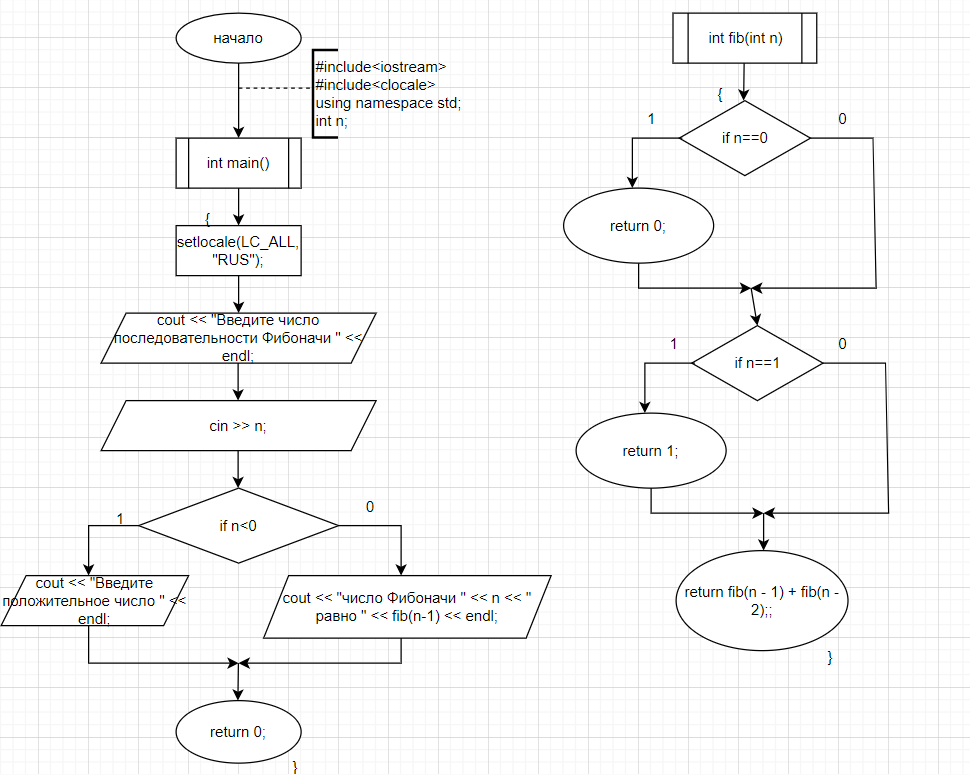 начало
#include<iostream>
#include<clocale>
using namespace std;
int n;
int main()
{
setlocale(LC_ALL,
"RUS");
cout << "Введите число
последовательности Фибоначи " <<
endl;
cin >> n;
if n<0
1
0
cout << "Введите
положительное число " <<
endl;
cout << "число Фибоначи " << n << "
равно " << fib(n-1) << endl;
return 0;
}
int fib(int n)
{
if n==0
1
0
return 0;
if n==1
1
0
return 1;
return fib(n - 1) + fib(n -
2);;
}